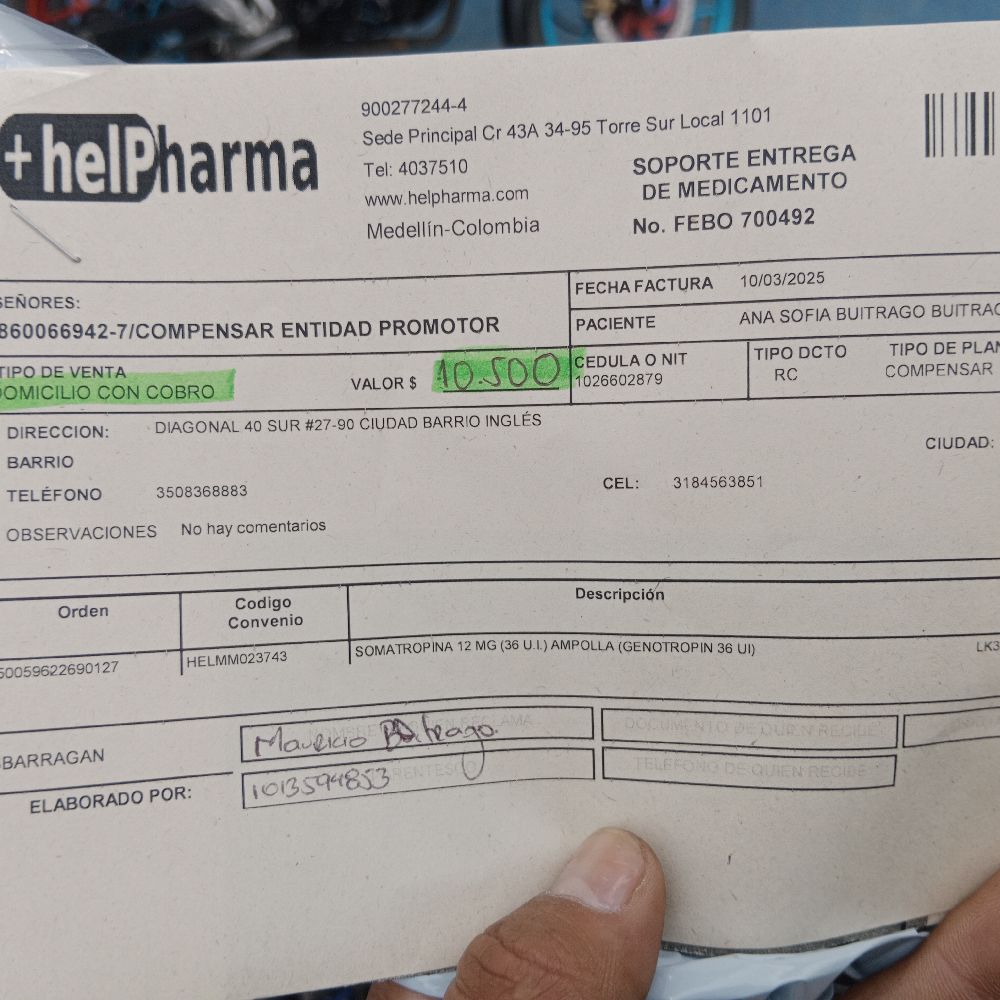 +helPharma
900277244-4
Sede Principal Cr 43A 34-95 Torre Sur Local 1101
Tel: 4037510
www.helpharma.com
Medellín-Colombia
SOPORTE ENTREGA
DE MEDICAMENTO
No. FEBO 700492
SEÑORES:
860066942-7/COMPENSAR ENTIDAD PROMOTOR
FECHA FACTURA 10/03/2025
PACIENTE ANA SOFIA BUITRAGO BUITRAG
TIPO DE VENTA
DOMICILIO CON COBRO
VALOR $ 10.500
CEDULA O NIT
1026602879
TIPO DCTO
RC
TIPO DE PLAN
COMPENSAR
DIRECCION: DIAGONAL 40 SUR #27-90 CIUDAD BARRIO INGLÉS
CIUDAD:
BARRIO
TELÉFONO 3508368883
CEL: 3184563851
OBSERVACIONES No hay comentarios
Orden Codigo Convenio Descripción
50059622690127 HELMM023743 SOMATROPINA 12 MG (36 U.I.) AMPOLLA (GENOTROPIN 36 UI) LK3
BARRAGAN
ELABORADO POR:
Mauricio Buitrago
1013594853
DOCUMENTO DE QUIEN RECIBE
TELEFONO DE QUIEN RECIBE